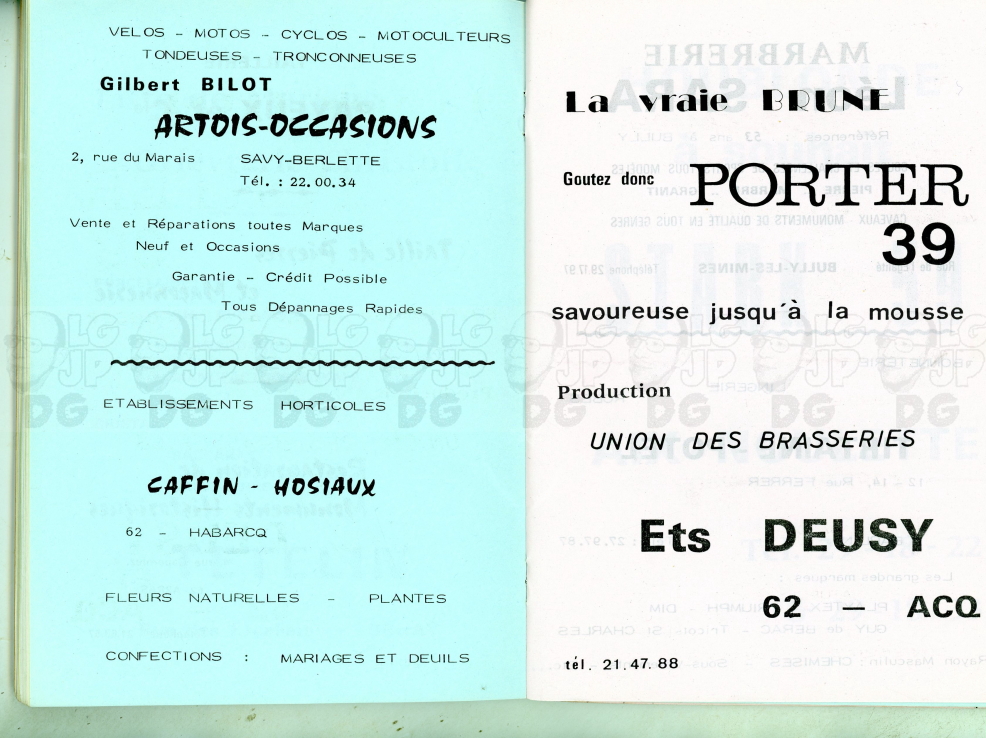 VELOS - MOTOS - CYCLOS - MOTOCULTEURS
TONDEUSES - TRONCONNEUSES
Gilbert BILOT
ARTOIS-OCCASIONS
2, rue du Marais SAVY-BERLETTE
Tél. : 22.00.34
Vente et Réparations toutes Marques
Neuf et Occasions
Garantie - Crédit Possible
Tous Dépannages Rapides
ETABLISSEMENTS HORTICOLES
CAFFIN - HOSIAUX
62 - HABARCQ
FLEURS NATURELLES - PLANTES
CONFECTIONS : MARIAGES ET DEUILS
La vraie BRUNE
Goutez donc PORTER
39
savoureuse jusqu'à la mousse
Production
UNION DES BRASSERIES
Ets DEUSY
62 — ACQ
tél. 21.47.88
LG JP DG